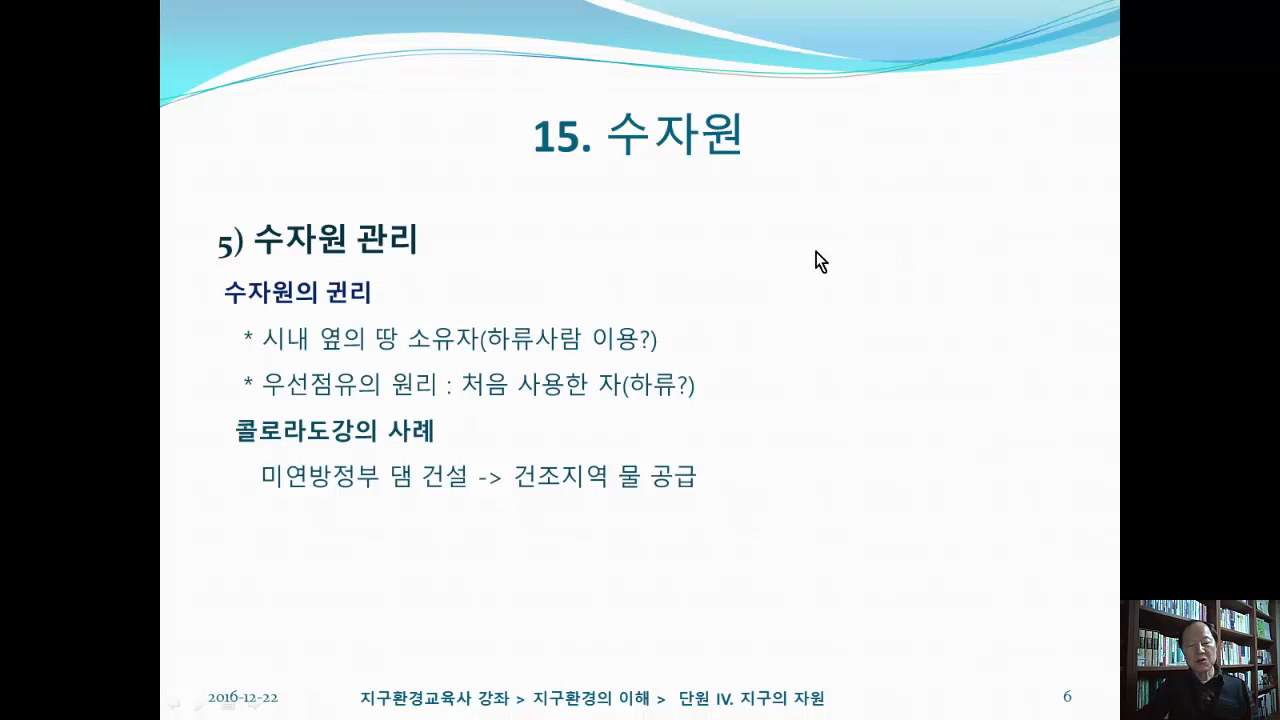 15. 수자원
5) 수자원 관리
수자원의 권리
* 시내 옆의 땅 소유자(하류사람 이용?)
* 우선점유의 원리 : 처음 사용한 자(하류?)
콜로라도강의 사례
미연방정부 댐 건설 -> 건조지역 물 공급
2016-12-22
지구환경교육사 강좌 > 지구환경의 이해 > 단원 IV. 지구의 자원
6